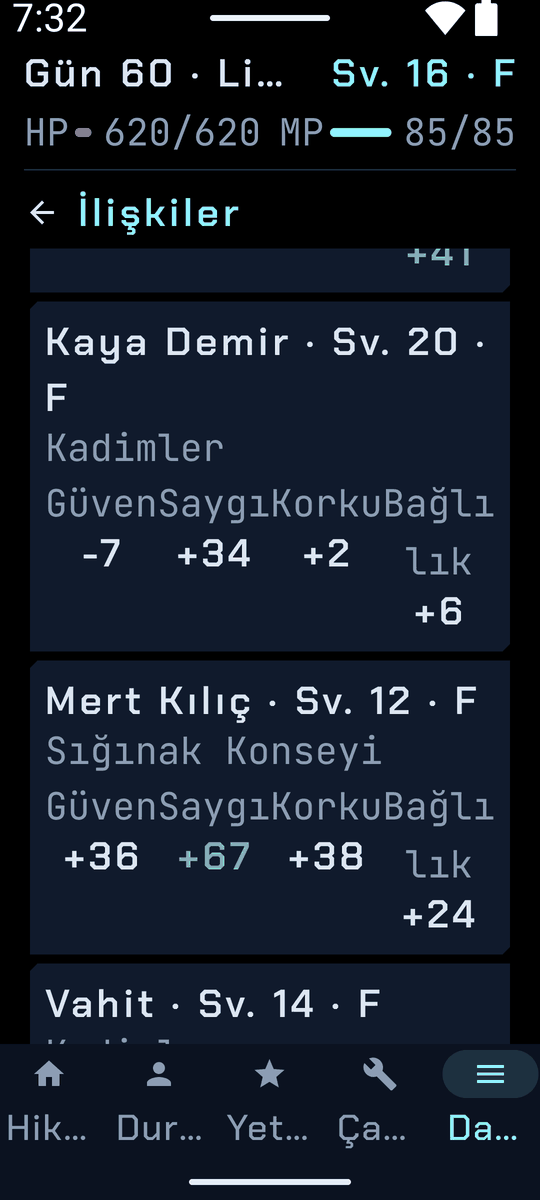 7:32
Gün 60 · Li... Sv. 16 · F
HP 620/620 MP 85/85
İlişkiler
+41
Kaya Demir · Sv. 20 ·
F
Kadimler
GüvenSaygıKorkuBağlı
-7 +34 +2 lık
+6
Mert Kılıç · Sv. 12 · F
Sığınak Konseyi
GüvenSaygıKorkuBağlı
+36 +67 +38 lık
+24
Vahit · Sv. 14 · F
Hik... Dur... Yet... Ça... Da...